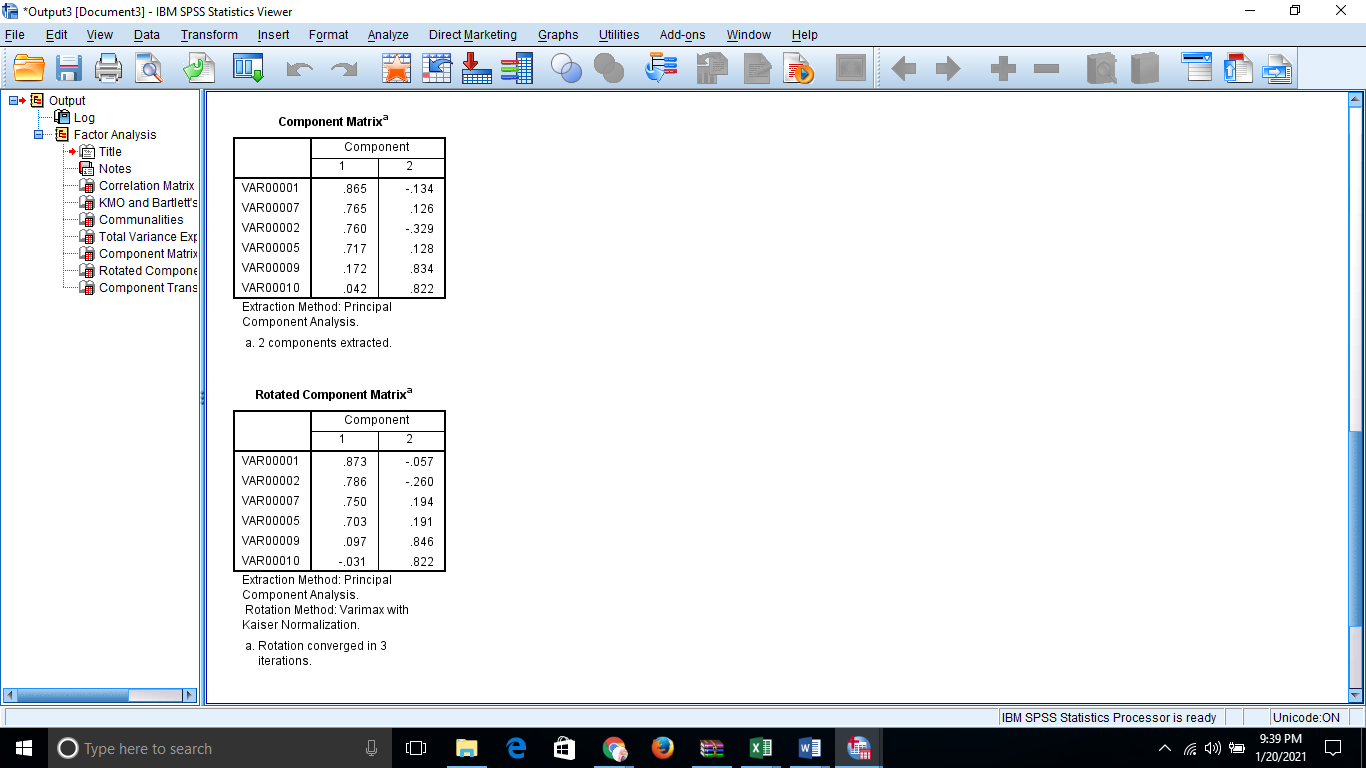 *Output3 [Document3] - IBM SPSS Statistics Viewer
File Edit View Data Transform Insert Format Analyze Direct Marketing Graphs Utilities Add-ons Window Help
Output
Log
Factor Analysis
Title
Notes
Correlation Matrix
KMO and Bartlett's
Communalities
Total Variance Exp
Component Matrix
Rotated Compone
Component Trans
Component Matrixa
Component
1 2
VAR00001 .865 -.134
VAR00007 .765 .126
VAR00002 .760 -.329
VAR00005 .717 .128
VAR00009 .172 .834
VAR00010 .042 .822
Extraction Method: Principal
Component Analysis.
a. 2 components extracted.
Rotated Component Matrixa
Component
1 2
VAR00001 .873 -.057
VAR00002 .786 -.260
VAR00007 .750 .194
VAR00005 .703 .191
VAR00009 .097 .846
VAR00010 -.031 .822
Extraction Method: Principal
Component Analysis.
Rotation Method: Varimax with
Kaiser Normalization.
a. Rotation converged in 3
iterations.
IBM SPSS Statistics Processor is ready Unicode:ON
Type here to search
9:39 PM
1/20/2021